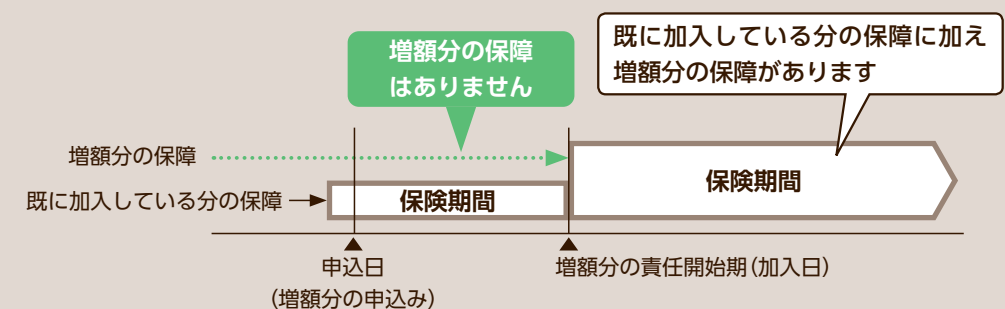 増額分の保障
はありません
既に加入している分の保障に加え
増額分の保障があります
増額分の保障
既に加入している分の保障
保険期間
保険期間
申込日
(増額分の申込み)
増額分の責任開始期(加入日)